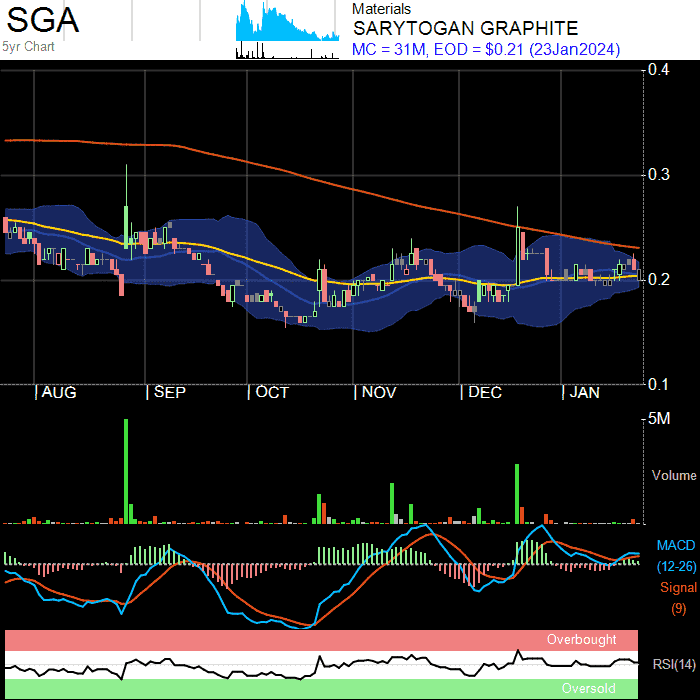 SGA
5yr Chart
Materials
SARYTOGAN GRAPHITE
MC = 31M, EOD = $0.21 (23Jan2024)
0.4
0.3
0.2
0.1
AUG SEP OCT NOV DEC JAN
5M
Volume
MACD
(12-26)
Signal
(9)
Overbought
RSI(14)
Oversold